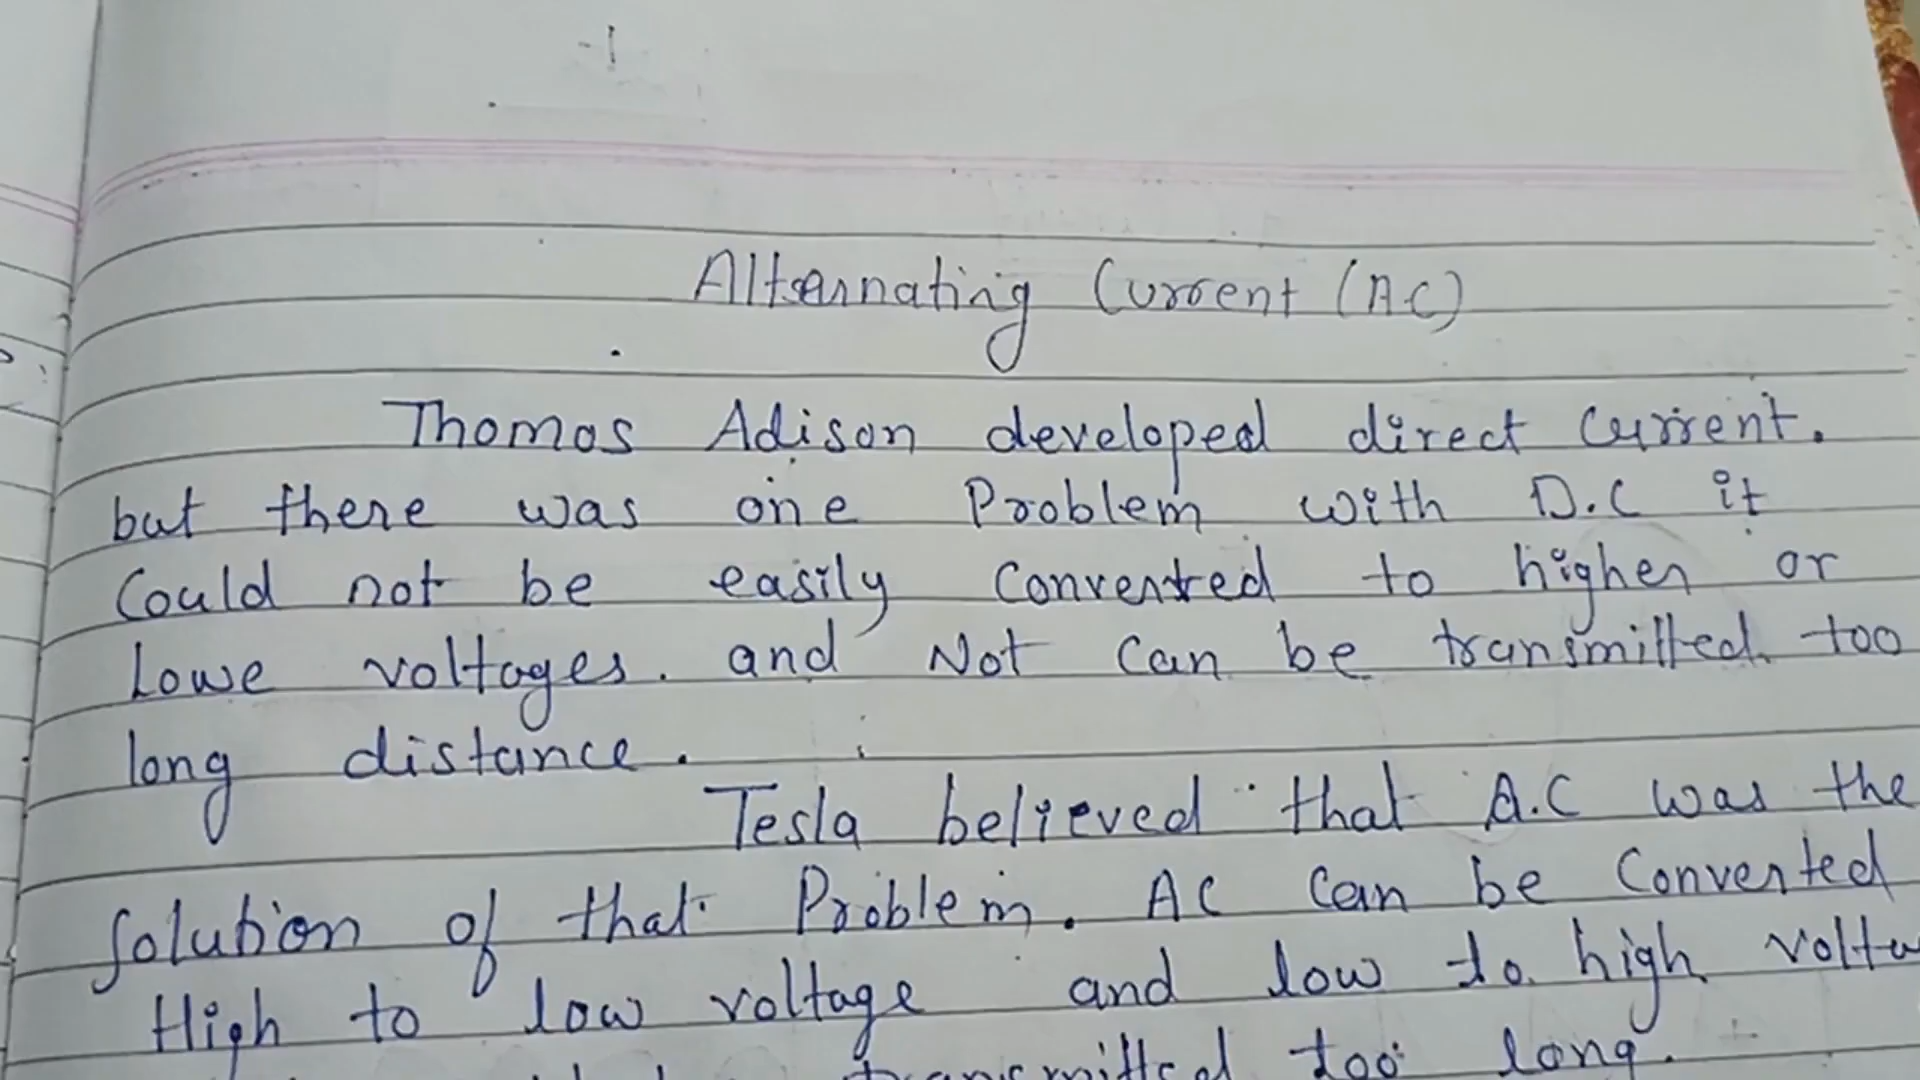 Alternating Current (AC)
Thomas Adison developed direct current.
but there was one Problem with D.C it
Could not be easily Converted to higher or
Lowe voltages. and Not Can be transmitted too
long distance.
Tesla believed that A.C was the
Solution of that Problem. AC Can be Converted
High to low voltage and low to high
transmitted too long.